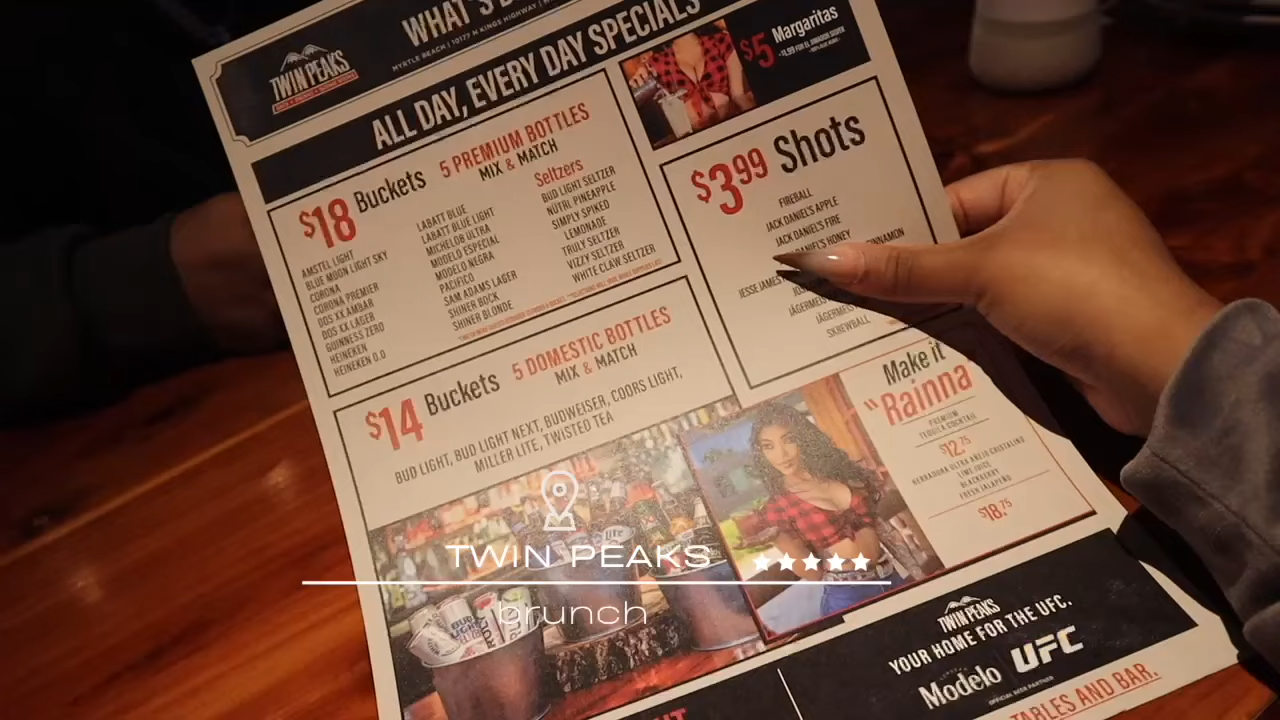 WHAT'S
TWIN PEAKS
MYRTLE BEACH | 10177 N KINGS HIGHWAY |
ALL DAY, EVERY DAY SPECIALS
$5 Margaritas
$18 Buckets
5 PREMIUM BOTTLES
MIX & MATCH
AMSTEL LIGHT
BLUE MOON LIGHT SKY
CORONA
CORONA PREMIER
DOS XX AMBAR
DOS XX LAGER
GUINNESS ZERO
HEINEKEN
HEINEKEN 0.0
LABATT BLUE
LABATT BLUE LIGHT
MICHELOB ULTRA
MODELO ESPECIAL
MODELO NEGRA
PACIFICO
SAM ADAMS LAGER
SHINER BOCK
SHINER BLONDE
Seltzers
BUD LIGHT SELTZER
NÜTRL PINEAPPLE
SIMPLY SPIKED
LEMONADE
TRULY SELTZER
VIZZY SELTZER
WHITE CLAW SELTZER
$3.99 Shots
FIREBALL
JACK DANIEL'S APPLE
JACK DANIEL'S FIRE
DANIEL'S HONEY
JESSE JAMES
SKREWBALL
$14 Buckets
5 DOMESTIC BOTTLES
MIX & MATCH
BUD LIGHT, BUD LIGHT NEXT, BUDWEISER, COORS LIGHT,
MILLER LITE, TWISTED TEA
Make it
"Rainna
PREMIUM
TEQUILA COCKTAIL
$12.75
HERRADURA ULTRA AÑEJO CRISTALINO
LIME JUICE
BLACKBERRY
FRESH JALAPEÑO
$18.75
TWIN PEAKS
brunch
TWIN PEAKS
YOUR HOME FOR THE UFC.
Modelo
UFC
OFFICIAL BEER PARTNER
TABLES AND BAR.